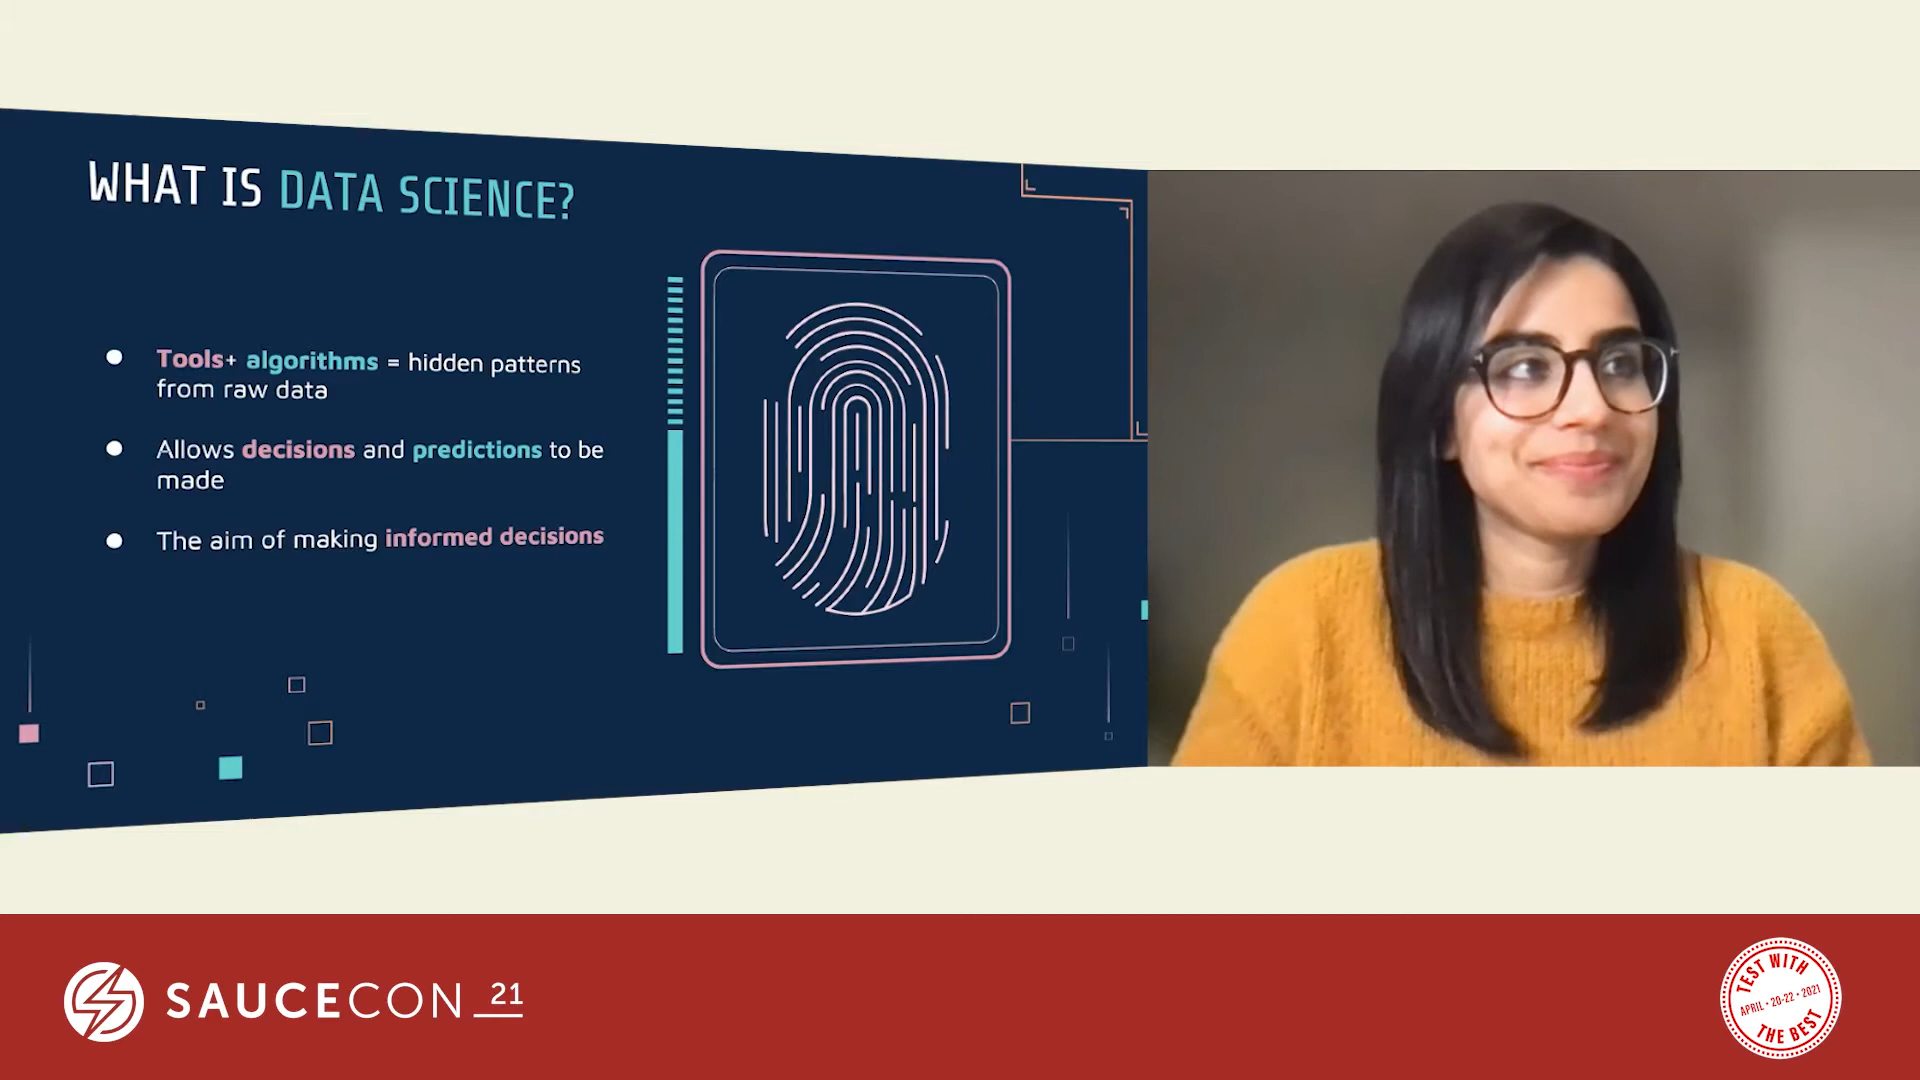 WHAT IS DATA SCIENCE?
Tools+ algorithms = hidden patterns
from raw data
Allows decisions and predictions to be
made
The aim of making informed decisions
SAUCECON 21
TEST WITH
APRIL • 20-22 • 2021
THE BEST